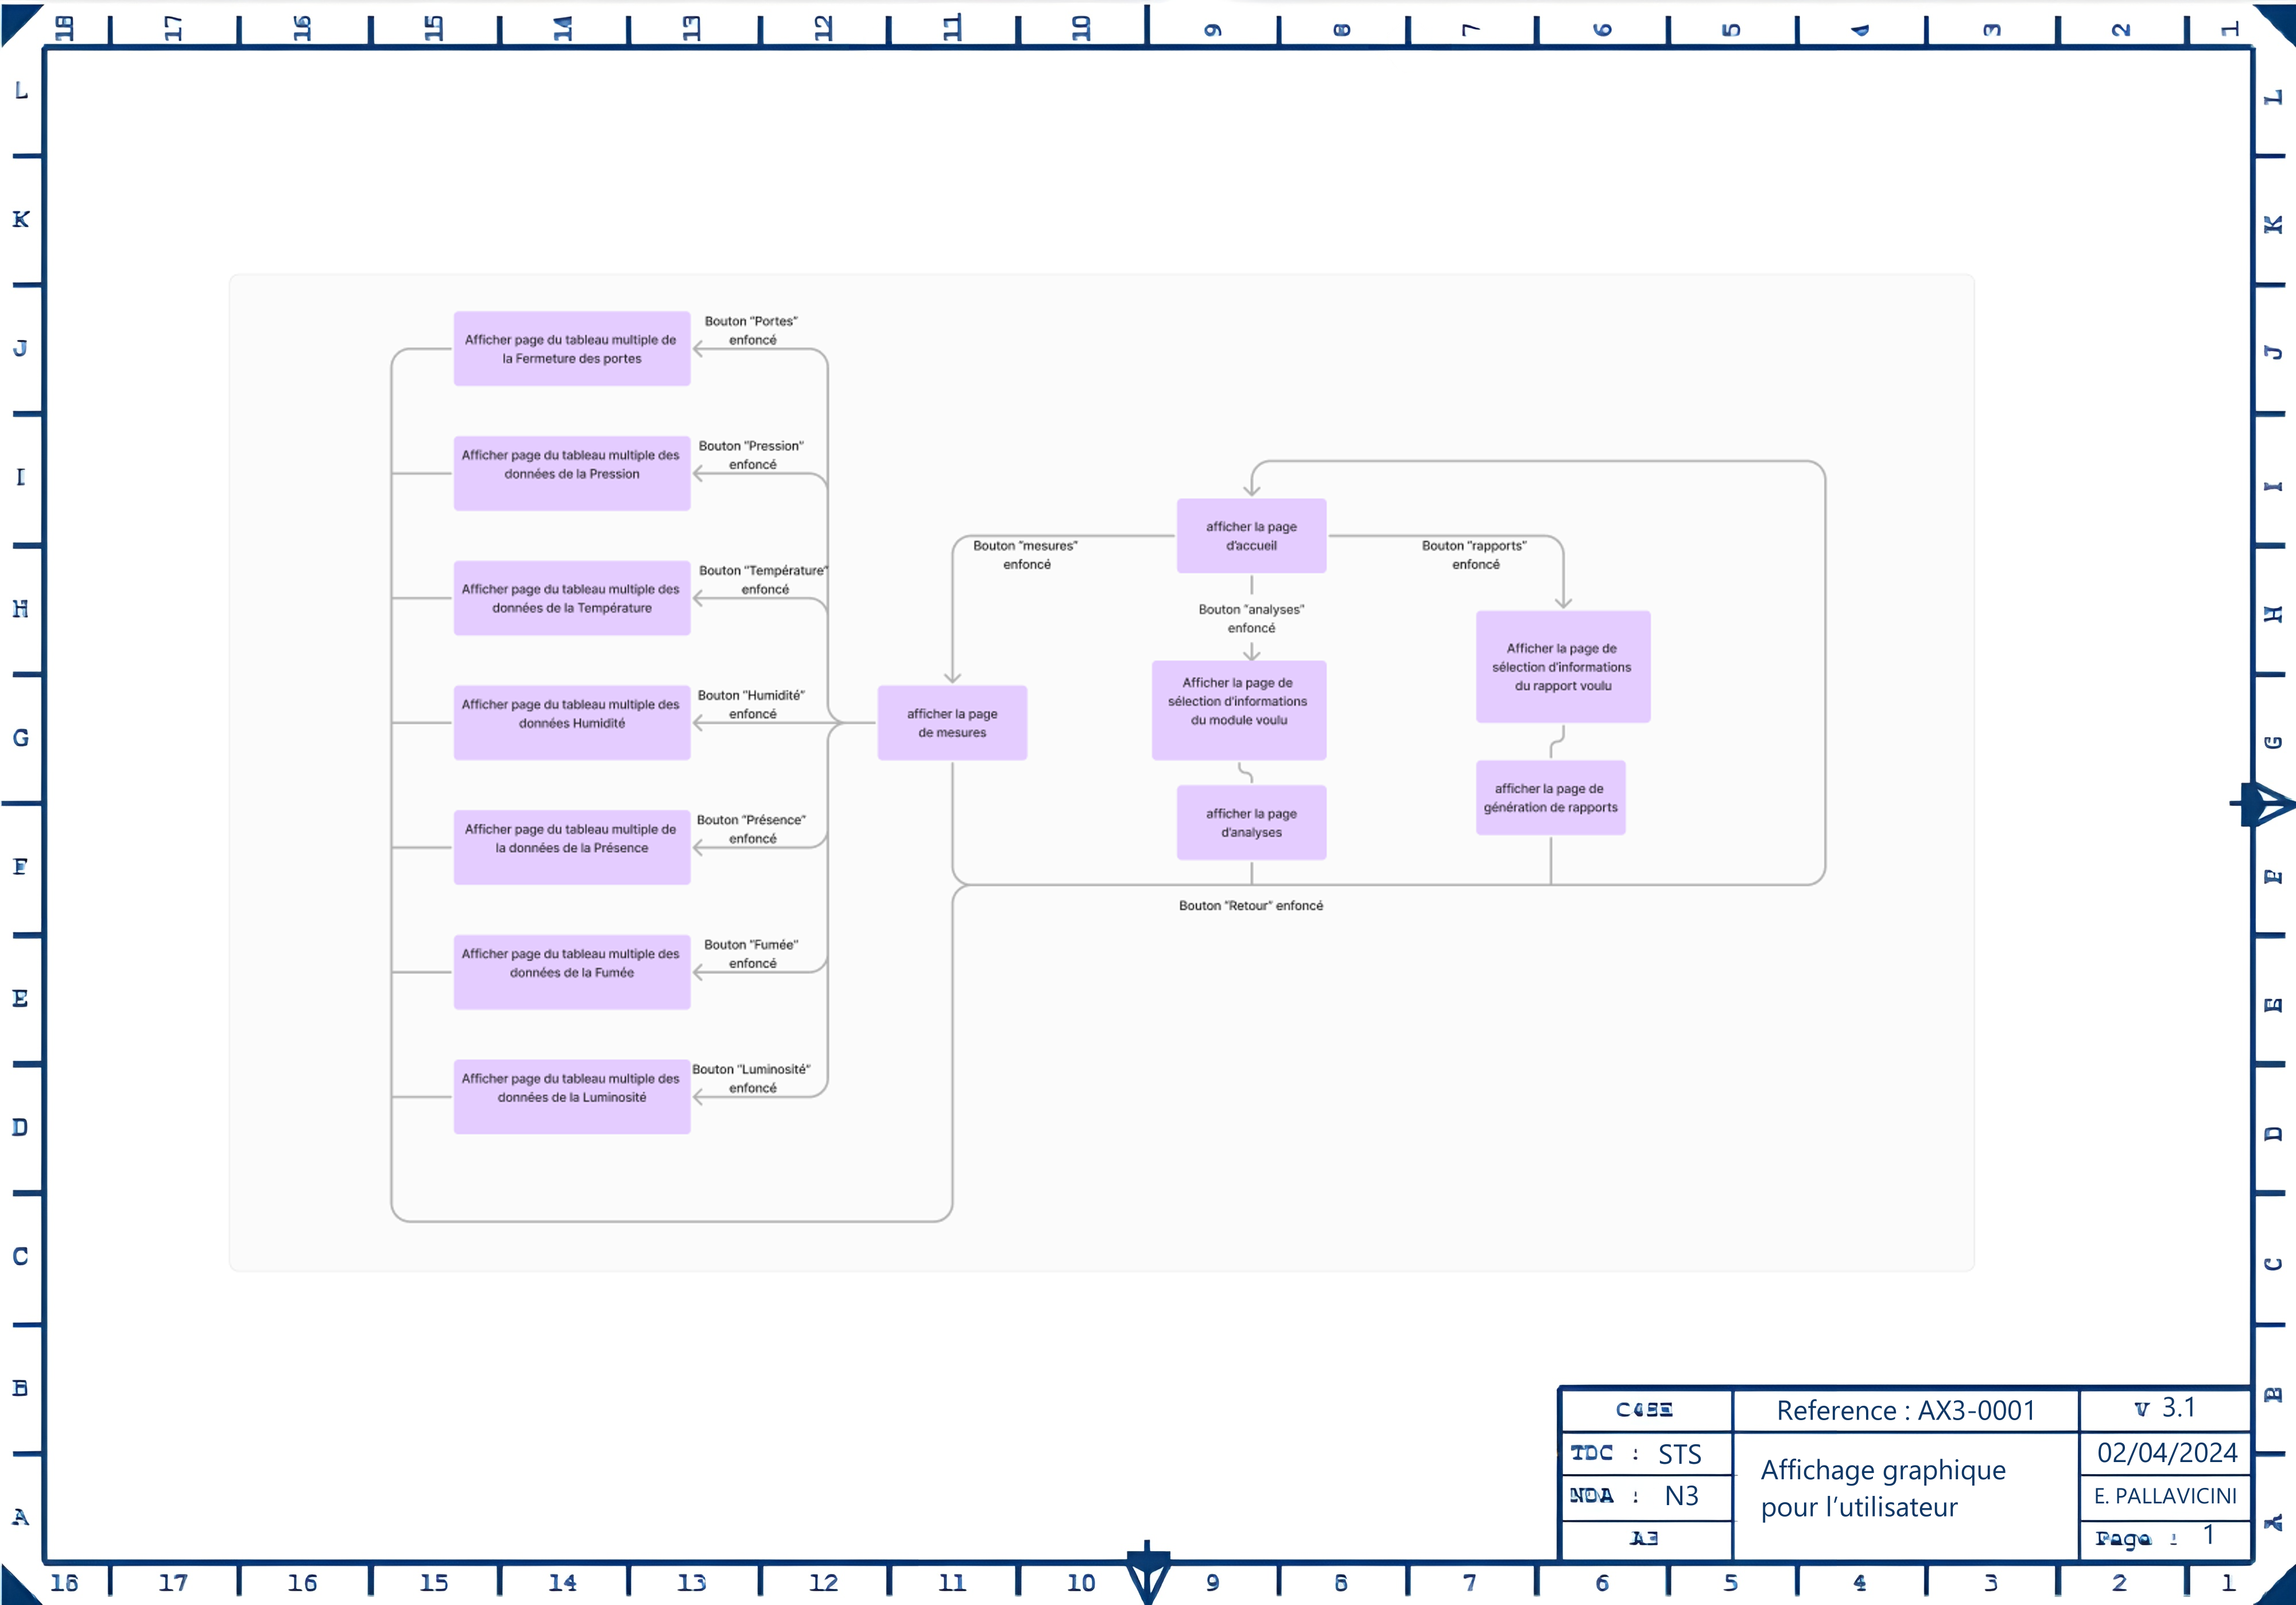 18 17 16 15 14 13 12 11 10 9 8 7 6 5 4 3 2 1
L L
K K
J J
I I
H H
G G
F F
E E
D D
C C
B B
A A
Bouton "Portes"
enfoncé
Afficher page du tableau multiple de
la Fermeture des portes
Bouton "Pression"
enfoncé
Afficher page du tableau multiple des
données de la Pression
Bouton "Température"
enfoncé
Afficher page du tableau multiple des
données de la Température
Bouton "Humidité"
enfoncé
Afficher page du tableau multiple des
données Humidité
Bouton "Présence"
enfoncé
Afficher page du tableau multiple de
la données de la Présence
Bouton "Fumée"
enfoncé
Afficher page du tableau multiple des
données de la Fumée
Bouton "Luminosité"
enfoncé
Afficher page du tableau multiple des
données de la Luminosité
afficher la page
d'accueil
Bouton "mesures"
enfoncé
Bouton "rapports"
enfoncé
Bouton "analyses"
enfoncé
afficher la page
de mesures
Afficher la page de
sélection d'informations
du module voulu
Afficher la page de
sélection d'informations
du rapport voulu
afficher la page
d'analyses
afficher la page de
génération de rapports
Bouton "Retour" enfoncé
Reference : AX3-0001
V 3.1
TDC : STS
Affichage graphique
pour l'utilisateur
02/04/2024
NDA : N3
E. PALLAVICINI
A3
Page : 1
18 17 16 15 14 13 12 11 10 9 8 7 6 5 4 3 2 1